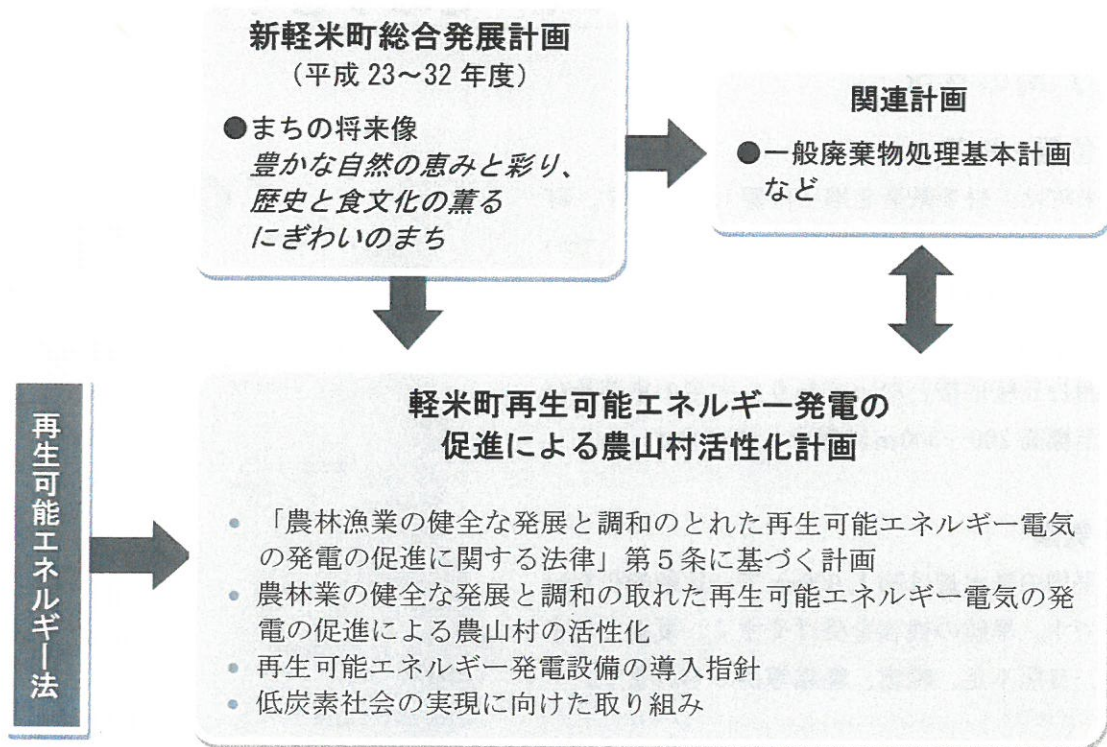 新軽米町総合発展計画
（平成 23～32 年度）
●まちの将来像
豊かな自然の恵みと彩り、
歴史と食文化の薫る
にぎわいのまち
関連計画
●一般廃棄物処理基本計画
など
再生可能エネルギー法
軽米町再生可能エネルギー発電の
促進による農山村活性化計画
• 「農林漁業の健全な発展と調和のとれた再生可能エネルギー電気
の発電の促進に関する法律」第５条に基づく計画
• 農林業の健全な発展と調和の取れた再生可能エネルギー電気の発
電の促進による農山村の活性化
• 再生可能エネルギー発電設備の導入指針
• 低炭素社会の実現に向けた取り組み